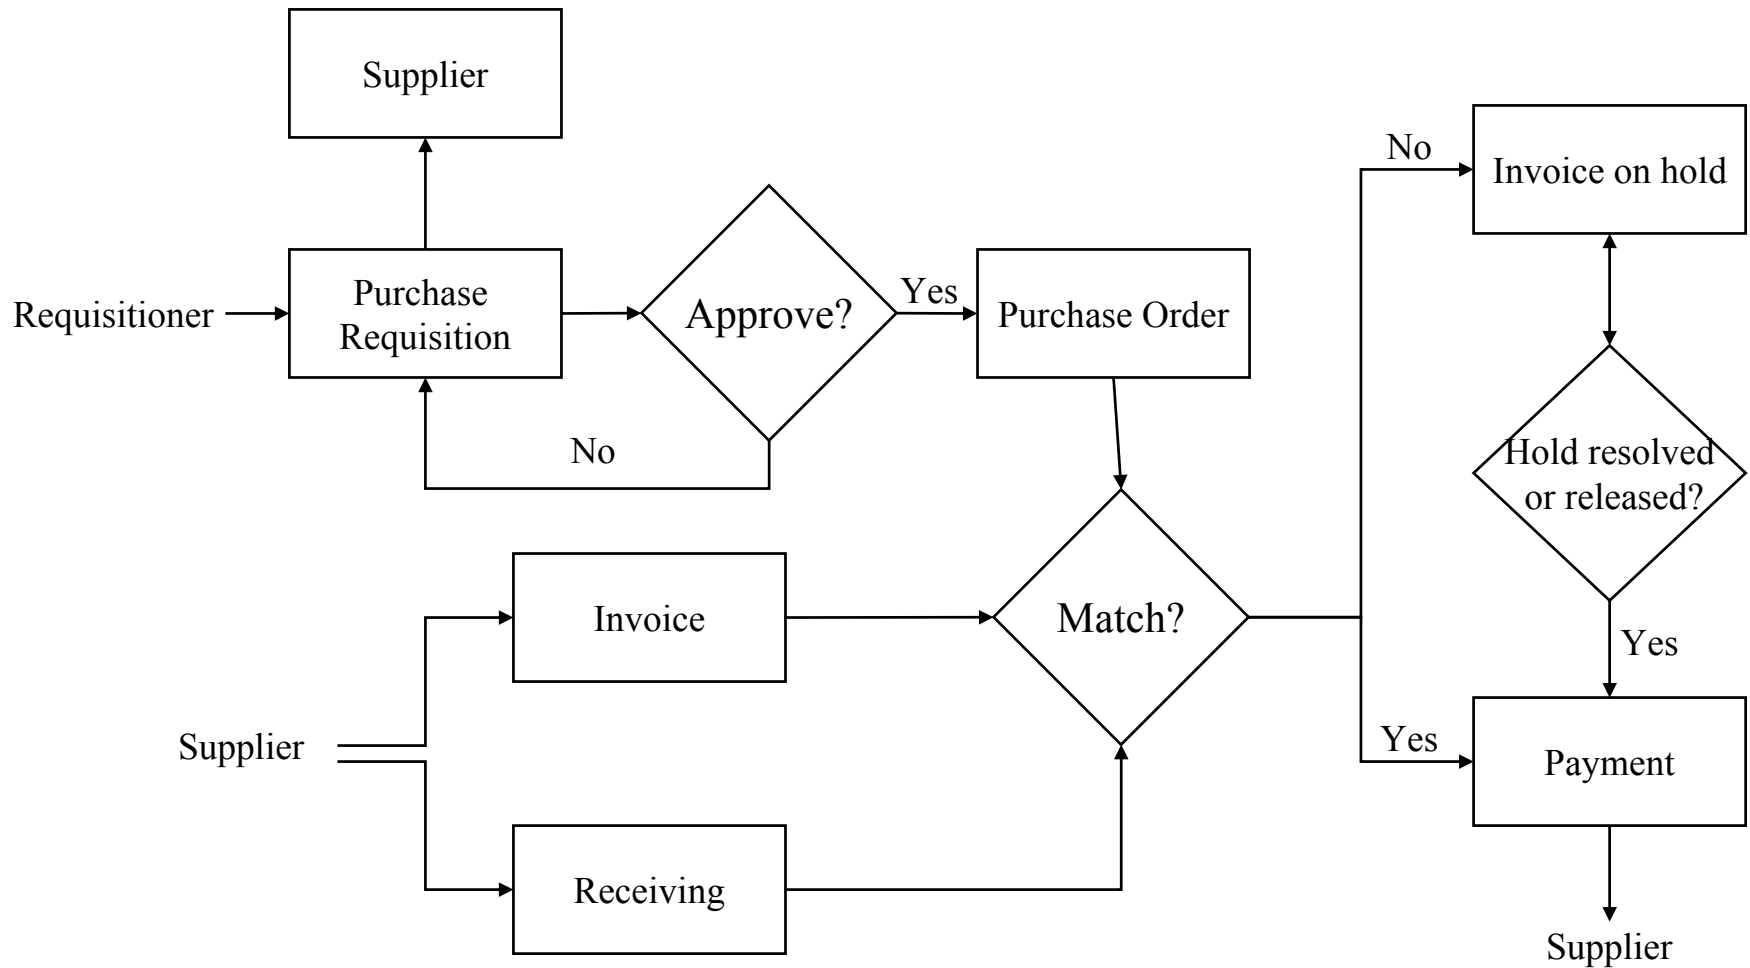 Supplier
No
Invoice on hold
Purchase
Requisition
Requisitioner
Approve?
Yes
Purchase Order
No
Hold resolved
or released?
Invoice
Match?
Yes
Supplier
Yes
Payment
Receiving
Supplier